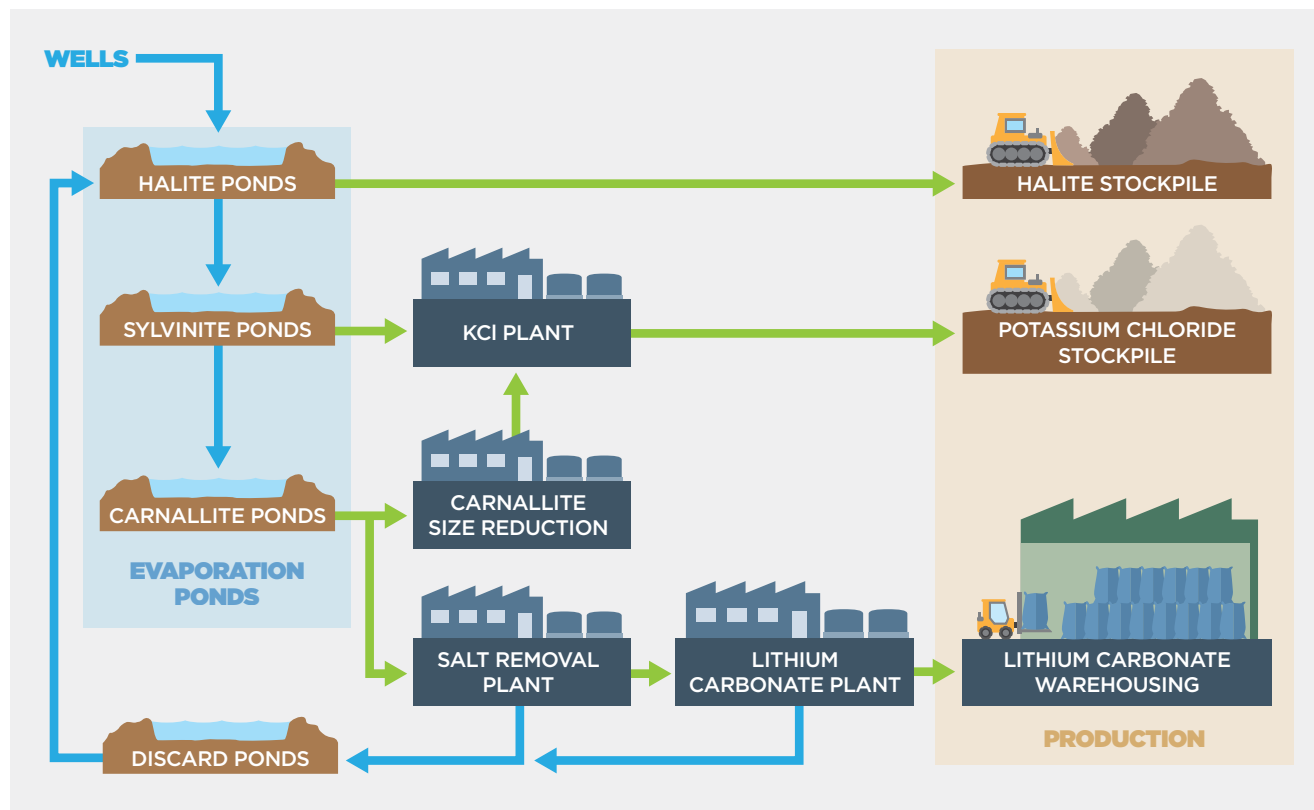 WELLS
HALITE PONDS
HALITE STOCKPILE
SYLVINITE PONDS
KCl PLANT
POTASSIUM CHLORIDE
STOCKPILE
CARNALLITE PONDS
CARNALLITE
SIZE REDUCTION
EVAPORATION
PONDS
SALT REMOVAL
PLANT
LITHIUM
CARBONATE PLANT
LITHIUM CARBONATE
WAREHOUSING
DISCARD PONDS
PRODUCTION